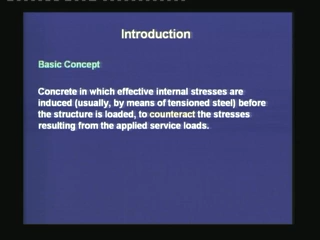 Introduction
Basic Concept
Concrete in which effective internal stresses are
induced (usually, by means of tensioned steel) before
the structure is loaded, to counteract the stresses
resulting from the applied service loads.